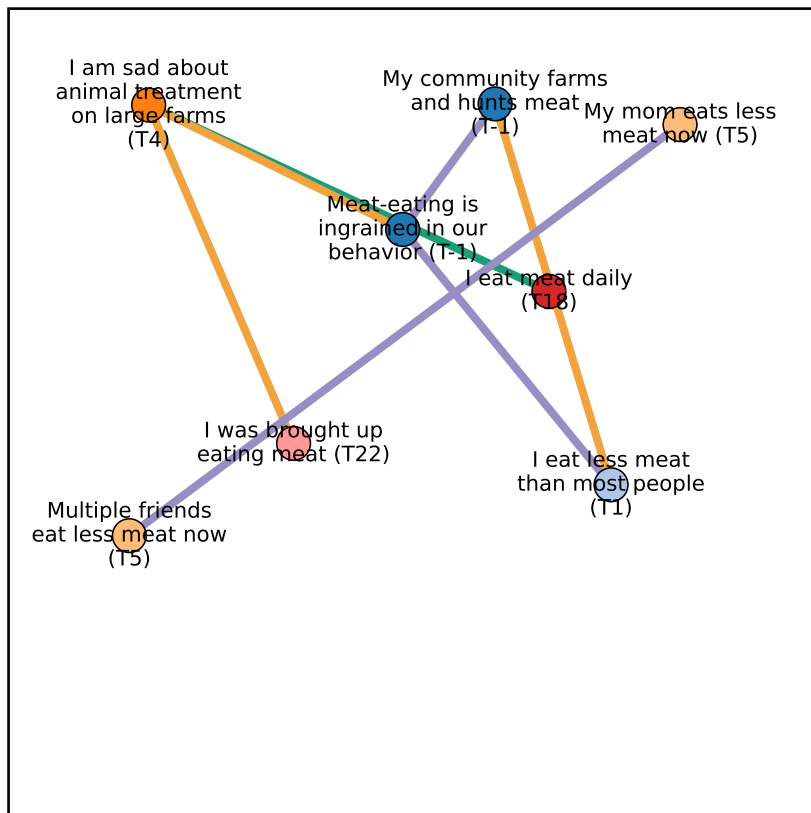 I am sad about
animal treatment
on large farms
(T4)
My community farms
and hunts meat
(T-1)
My mom eats less
meat now (T5)
Meat-eating is
ingrained in our
behavior (T-1)
I eat meat daily
(T18)
I was brought up
eating meat (T22)
I eat less meat
than most people
(T1)
Multiple friends
eat less meat now
(T5)